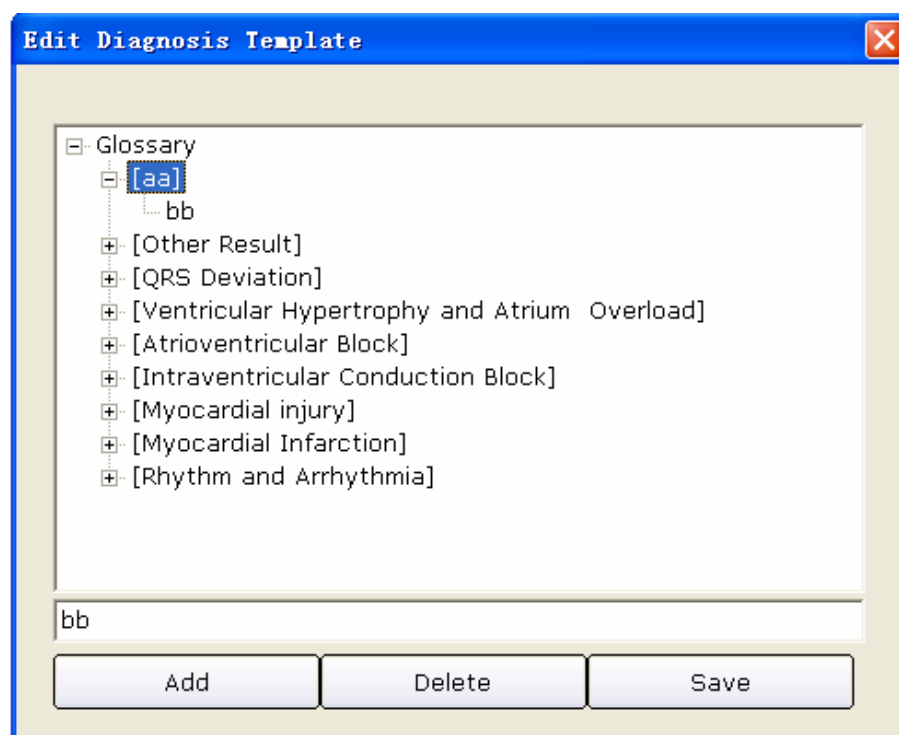 Edit Diagnosis Template
Glossary
[aa]
bb
[Other Result]
[QRS Deviation]
[Ventricular Hypertrophy and Atrium  Overload]
[Atrioventricular Block]
[Intraventricular Conduction Block]
[Myocardial injury]
[Myocardial Infarction]
[Rhythm and Arrhythmia]
bb
Add Delete Save